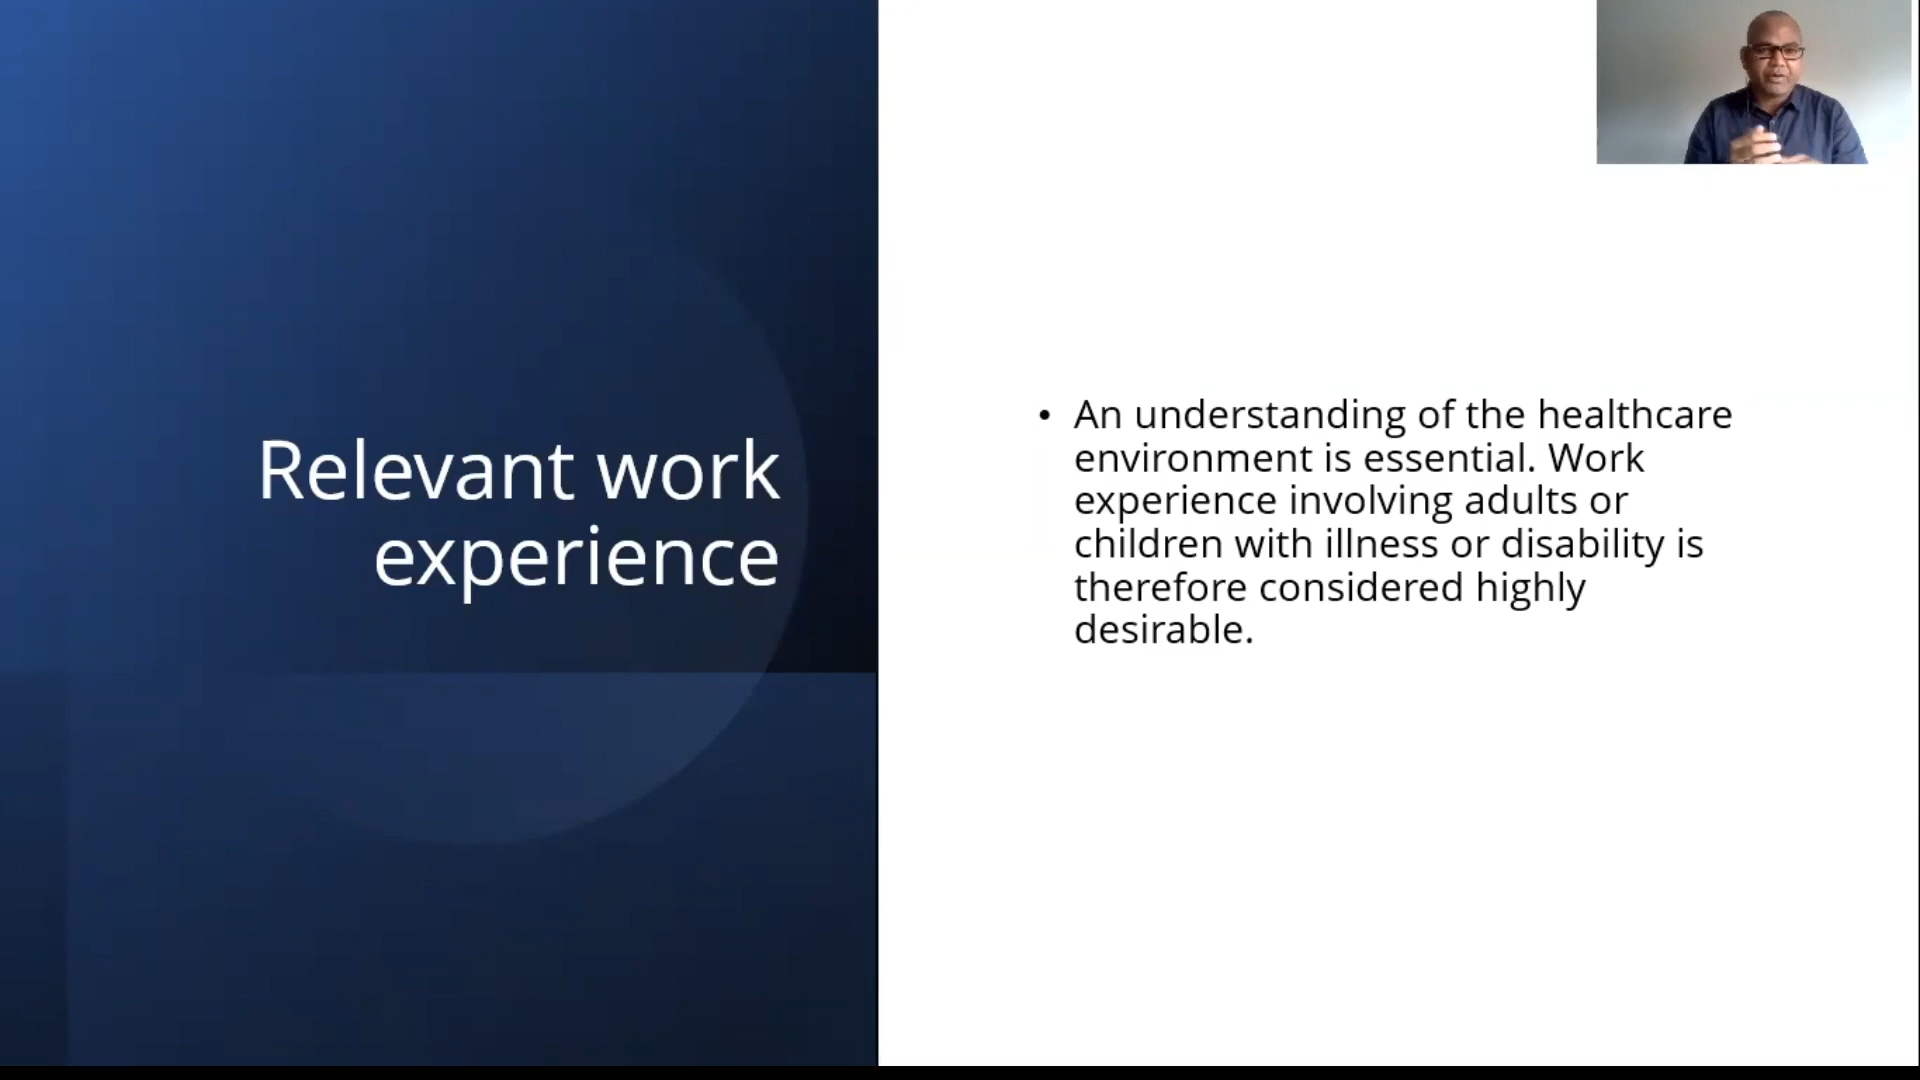 Relevant work
experience
• An understanding of the healthcare
environment is essential. Work
experience involving adults or
children with illness or disability is
therefore considered highly
desirable.